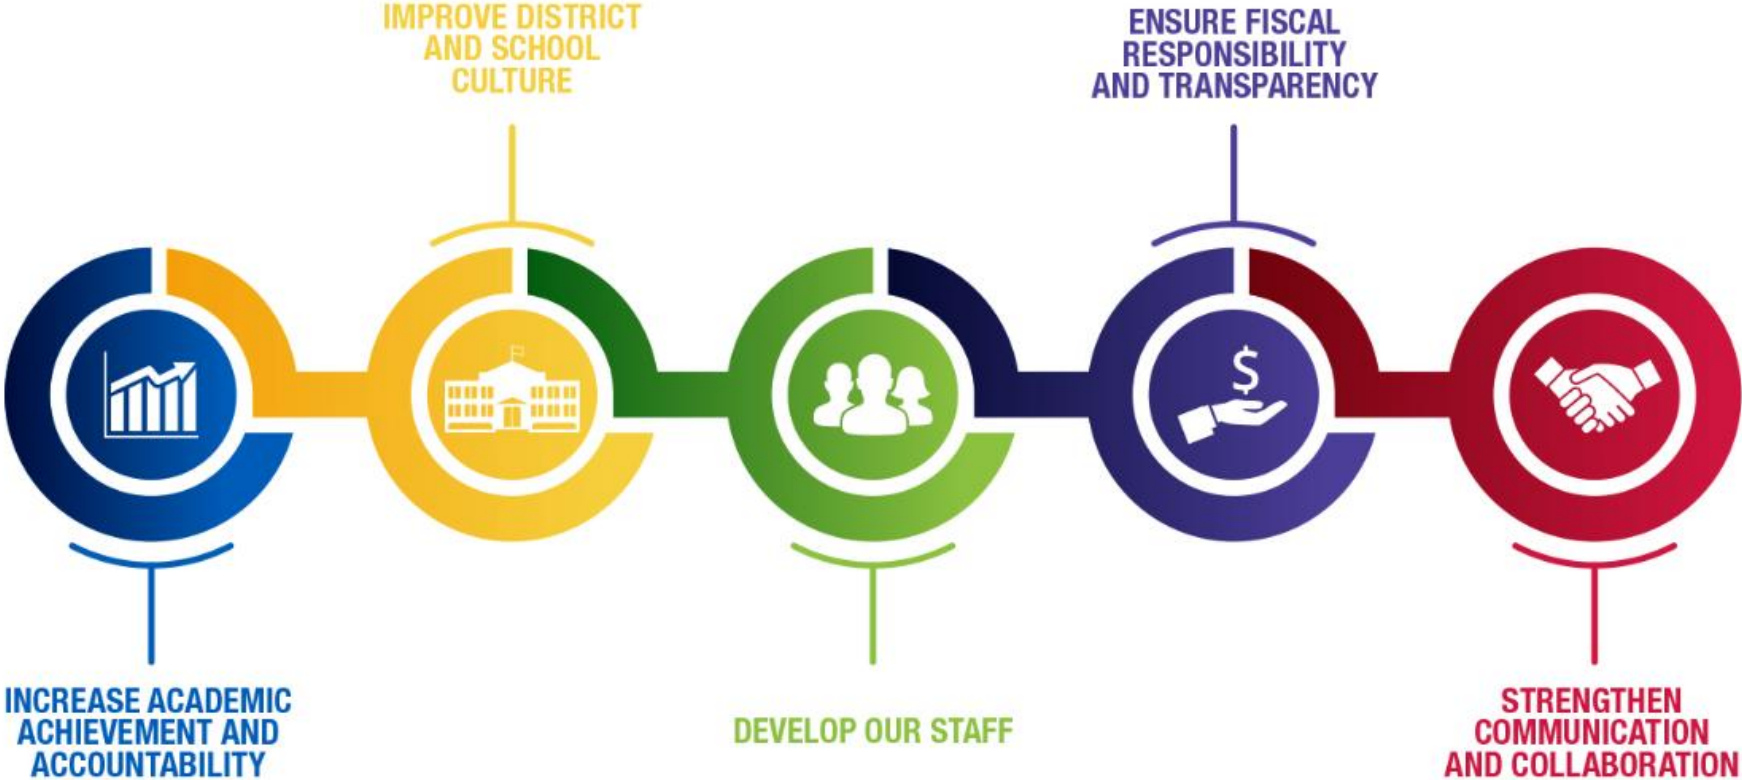 IMPROVE DISTRICT
AND SCHOOL
CULTURE
ENSURE FISCAL
RESPONSIBILITY
AND TRANSPARENCY
$
INCREASE ACADEMIC
ACHIEVEMENT AND
ACCOUNTABILITY
DEVELOP OUR STAFF
STRENGTHEN
COMMUNICATION
AND COLLABORATION